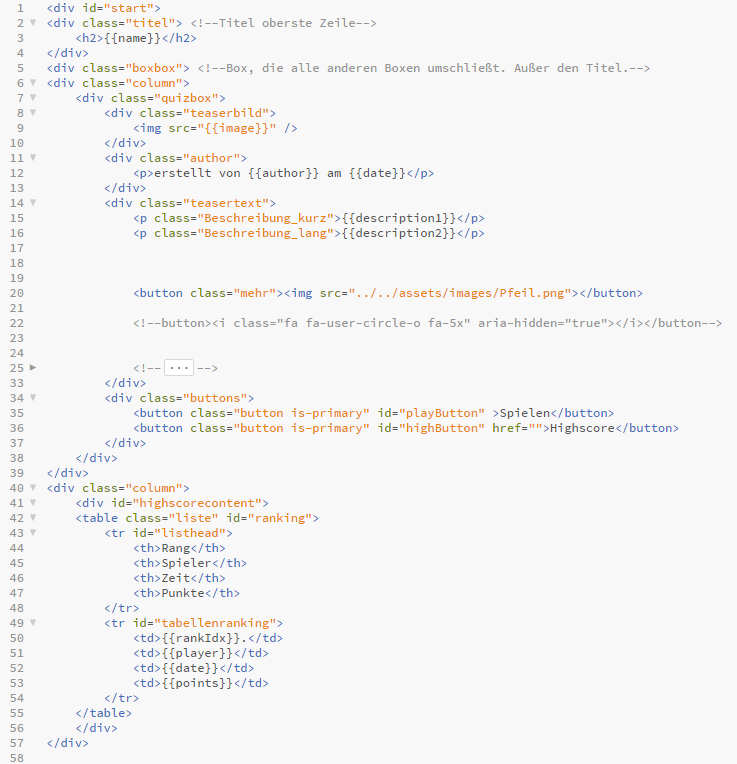 1 <div id="start">
2 <div class="titel"> <!--Titel oberste Zeile-->
3 <h2>{{name}}</h2>
4 </div>
5 <div class="boxbox"> <!--Box, die alle anderen Boxen umschließt. Außer den Titel.-->
6 <div class="column">
7 <div class="quizbox">
8 <div class="teaserbild">
9 <img src="{{image}}" />
10 </div>
11 <div class="author">
12 <p>erstellt von {{author}} am {{date}}</p>
13 </div>
14 <div class="teasertext">
15 <p class="Beschreibung_kurz">{{description1}}</p>
16 <p class="Beschreibung_lang">{{description2}}</p>
17
18
19
20 <button class="mehr"><img src="../../assets/images/Pfeil.png"></button>
21
22 <!--button><i class="fa fa-user-circle-o fa-5x" aria-hidden="true"></i></button-->
23
24
25 <!-- ... -->
33 </div>
34 <div class="buttons">
35 <button class="button is-primary" id="playButton" >Spielen</button>
36 <button class="button is-primary" id="highButton" href="">Highscore</button>
37 </div>
38 </div>
39 </div>
40 <div class="column">
41 <div id="highscorecontent">
42 <table class="liste" id="ranking">
43 <tr id="listhead">
44 <th>Rang</th>
45 <th>Spieler</th>
46 <th>Zeit</th>
47 <th>Punkte</th>
48 </tr>
49 <tr id="tabellenranking">
50 <td>{{rankIdx}}.</td>
51 <td>{{player}}</td>
52 <td>{{date}}</td>
53 <td>{{points}}</td>
54 </tr>
55 </table>
56 </div>
57 </div>
58